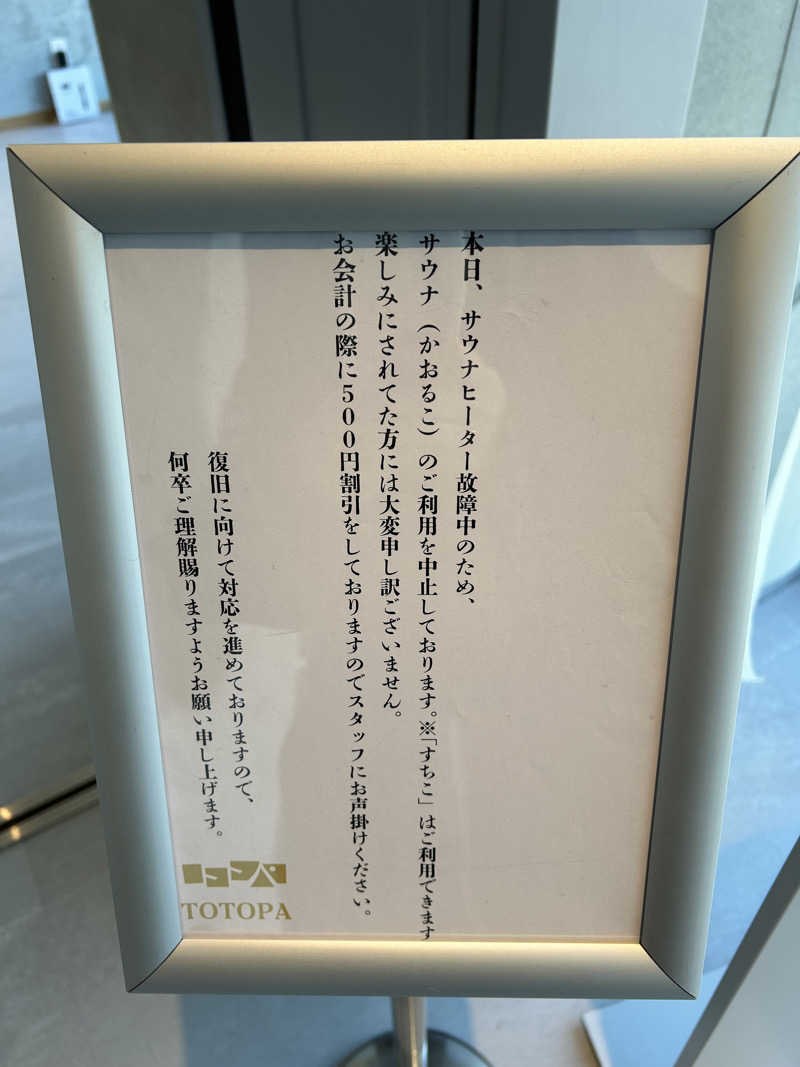 本日、サウナヒーター故障中のため、
サウナ（かおるこ）のご利用を中止しております。※「すちこ」はご利用できます
楽しみにされてた方には大変申し訳ございません。
お会計の際に500円割引をしておりますのでスタッフにお声掛けください。
復旧に向けて対応を進めておりますので、
何卒ご理解賜りますようお願い申し上げます。
TOTOPA